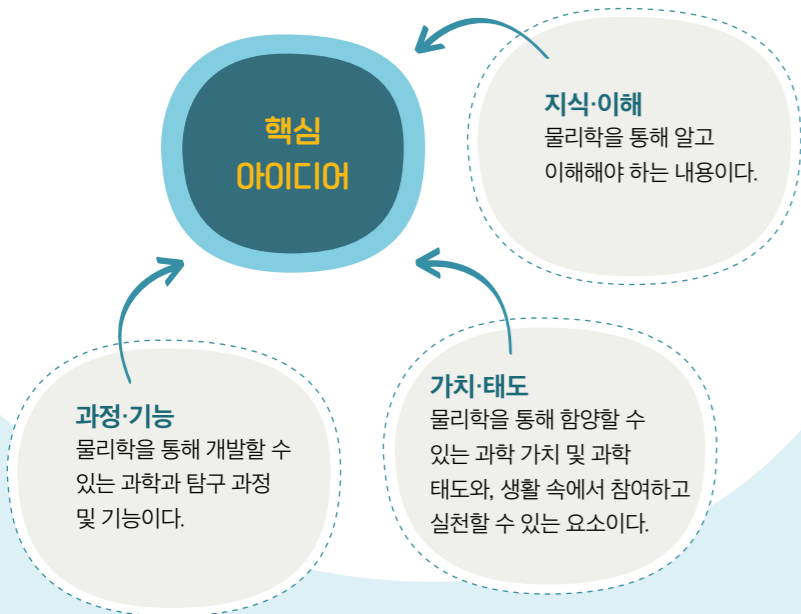 핵심
아이디어
지식·이해
물리학을 통해 알고
이해해야 하는 내용이다.
과정·기능
물리학을 통해 개발할 수
있는 과학과 탐구 과정
및 기능이다.
가치·태도
물리학을 통해 함양할 수
있는 과학 가치 및 과학
태도와, 생활 속에서 참여하고
실천할 수 있는 요소이다.